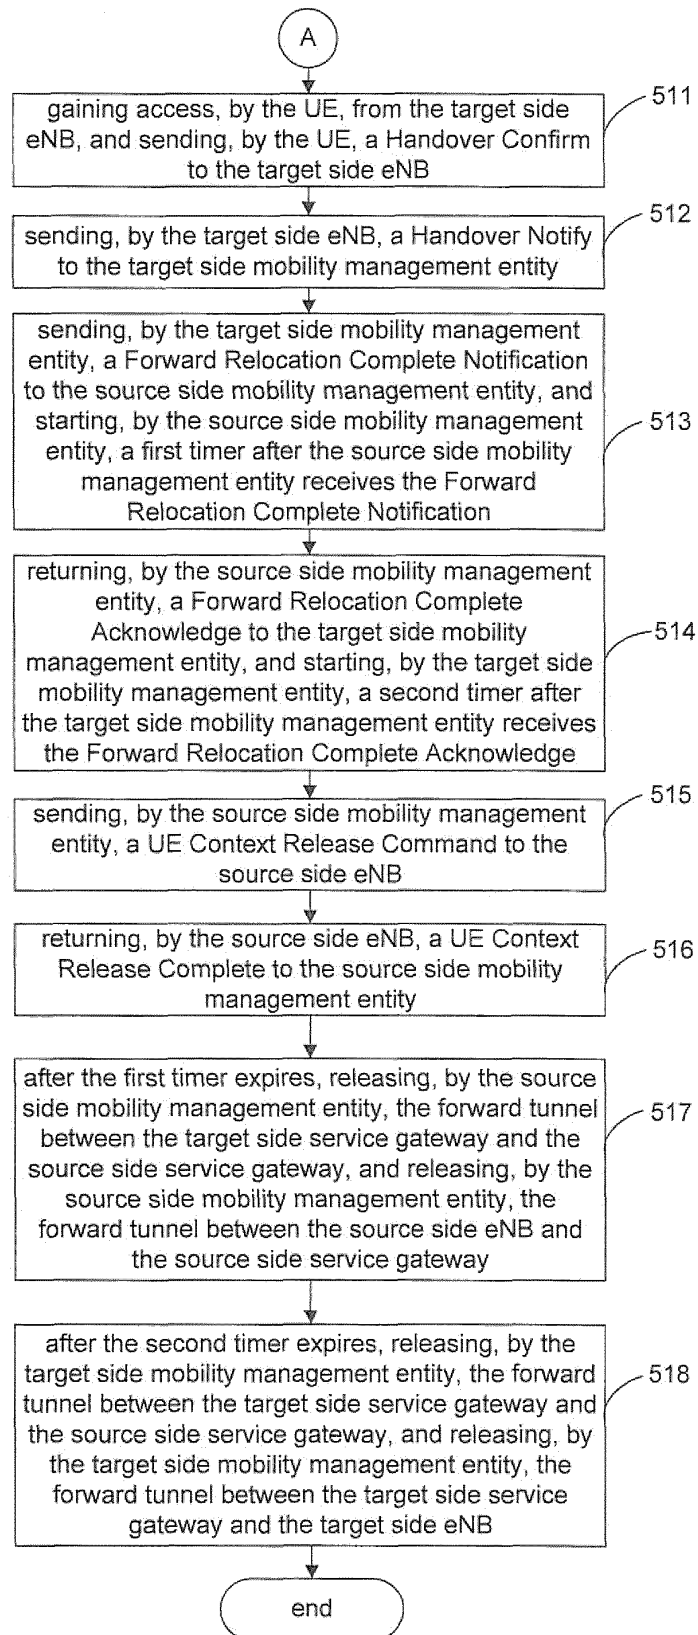 A
gaining access, by the UE, from the target side
eNB, and sending, by the UE, a Handover Confirm
to the target side eNB
511
sending, by the target side eNB, a Handover Notify
to the target side mobility management entity
512
sending, by the target side mobility management
entity, a Forward Relocation Complete Notification
to the source side mobility management entity, and
starting, by the source side mobility management
entity, a first timer after the source side mobility
management entity receives the Forward
Relocation Complete Notification
513
returning, by the source side mobility management
entity, a Forward Relocation Complete
Acknowledge to the target side mobility
management entity, and starting, by the target side
mobility management entity, a second timer after
the target side mobility management entity receives
the Forward Relocation Complete Acknowledge
514
sending, by the source side mobility management
entity, a UE Context Release Command to the
source side eNB
515
returning, by the source side eNB, a UE Context
Release Complete to the source side mobility
management entity
516
after the first timer expires, releasing, by the source
side mobility management entity, the forward tunnel
between the target side service gateway and the
source side service gateway, and releasing, by the
source side mobility management entity, the
forward tunnel between the source side eNB and
the source side service gateway
517
after the second timer expires, releasing, by the
target side mobility management entity, the forward
tunnel between the target side service gateway and
the source side service gateway, and releasing, by
the target side mobility management entity, the
forward tunnel between the target side service
gateway and the target side eNB
518
end